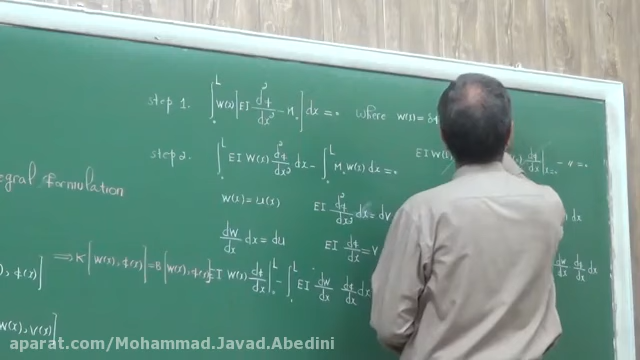 step 1. ∫₀ᴸ W(x) [EI d²φ/dx² - M₀] dx = 0 where W(x) = δφ
step 2. ∫₀ᴸ EI W(x) d²φ/dx² dx - ∫₀ᴸ M₀ W(x) dx = 0
W(x) = U(x) EI d²φ/dx² dx = dV
dW/dx dx = dU EI dφ/dx = V
EI W(x) dφ/dx |₀ᴸ - ∫₀ᴸ EI dW/dx dφ/dx dx
EI W(x)
dφ/dx |x=0
dx
dW/dx dφ/dx dx
egral formulation
), φ(x)] ⟹ K [W(x), φ(x)] = B [W(x), φ(x)]
W(x), V(x)]
aparat.com/Mohammad.Javad.Abedini